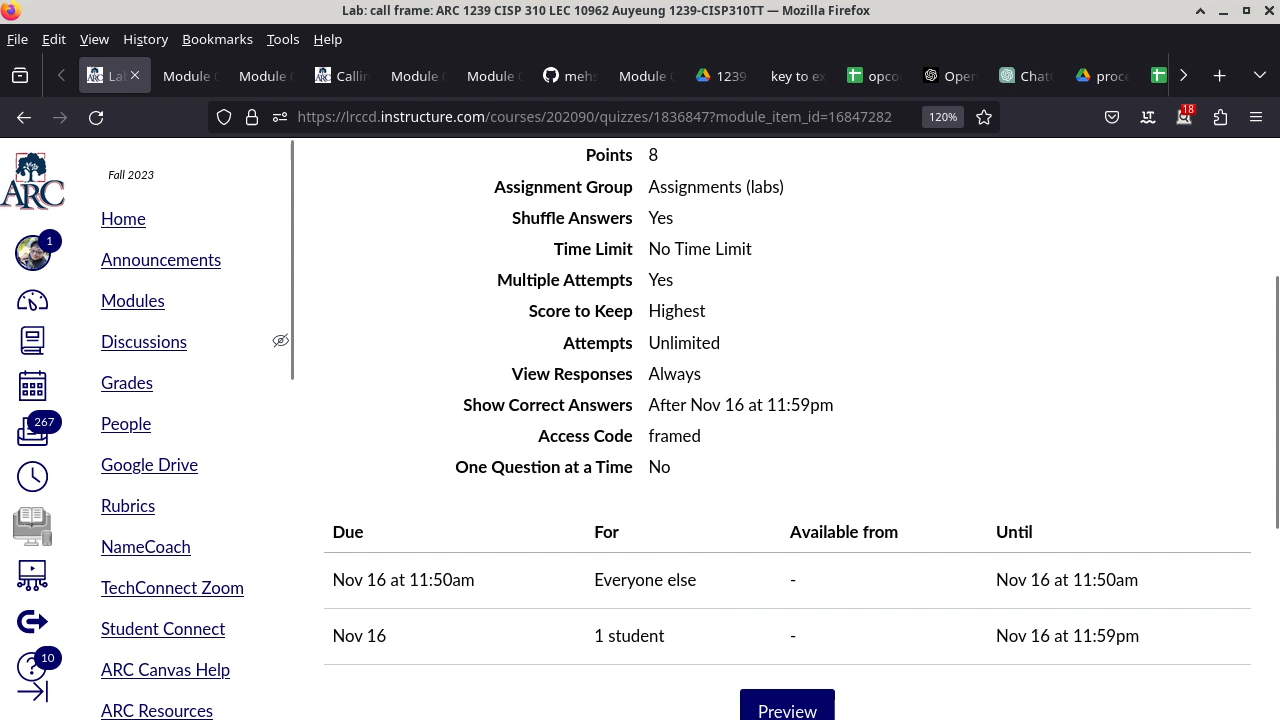 Lab: call frame: ARC 1239 CISP 310 LEC 10962 Auyeung 1239-CISP310TT — Mozilla Firefox
File Edit View History Bookmarks Tools Help
La Module Module Callin Module Module mehs Module 1239 key to ex opco Open Chat proce
https://lrccd.instructure.com/courses/202090/quizzes/1836847?module_item_id=16847282 120% 18
ARC
1
267
10
Fall 2023
Home
Announcements
Modules
Discussions
Grades
People
Google Drive
Rubrics
NameCoach
TechConnect Zoom
Student Connect
ARC Canvas Help
ARC Resources
Points 8
Assignment Group Assignments (labs)
Shuffle Answers Yes
Time Limit No Time Limit
Multiple Attempts Yes
Score to Keep Highest
Attempts Unlimited
View Responses Always
Show Correct Answers After Nov 16 at 11:59pm
Access Code framed
One Question at a Time No
Due For Available from Until
Nov 16 at 11:50am Everyone else - Nov 16 at 11:50am
Nov 16 1 student - Nov 16 at 11:59pm
Preview